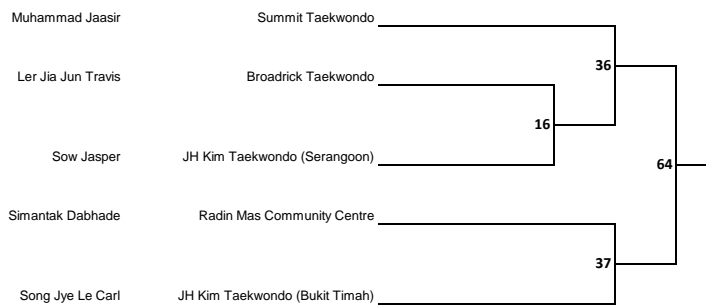 Muhammad Jaasir Summit Taekwondo
36
Ler Jia Jun Travis Broadrick Taekwondo
16
Sow Jasper JH Kim Taekwondo (Serangoon)
64
Simantak Dabhade Radin Mas Community Centre
37
Song Jye Le Carl JH Kim Taekwondo (Bukit Timah)